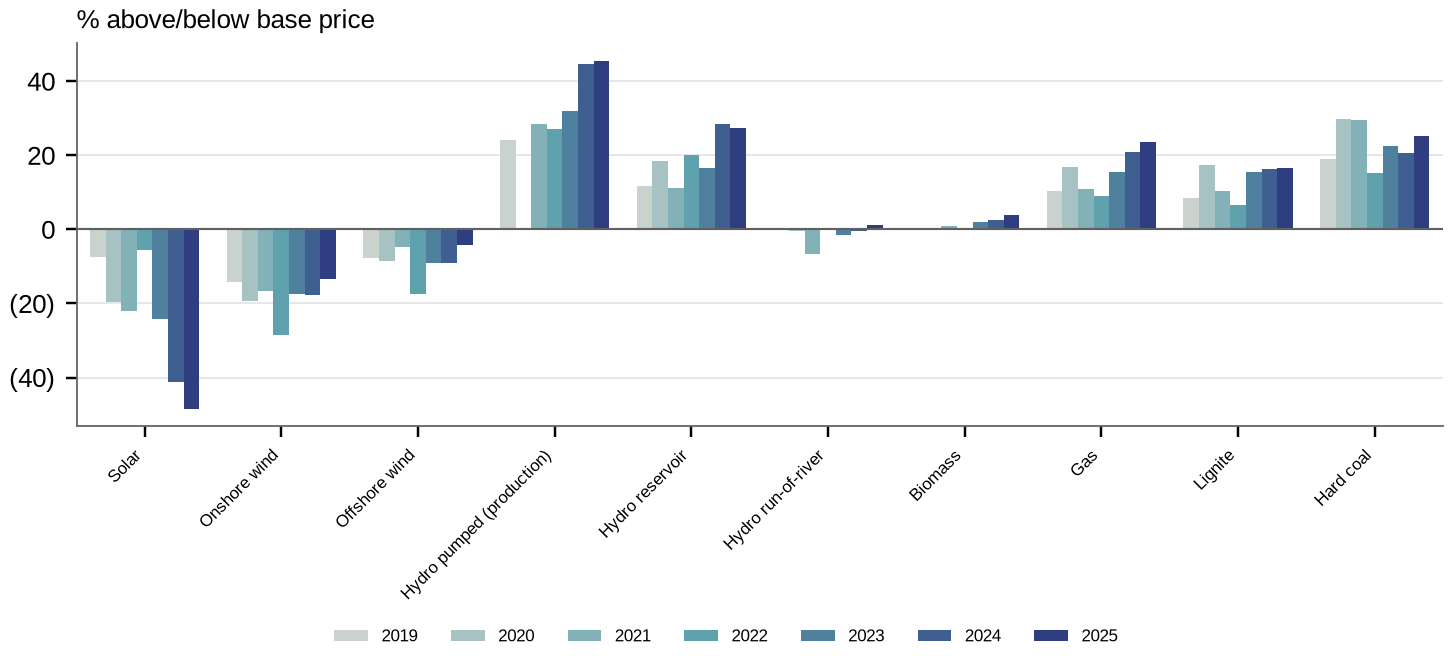 % above/below base price
40
20
0
(20)
(40)
Solar
Onshore wind
Offshore wind
Hydro pumped (production)
Hydro reservoir
Hydro run-of-river
Biomass
Gas
Lignite
Hard coal
2019 2020 2021 2022 2023 2024 2025